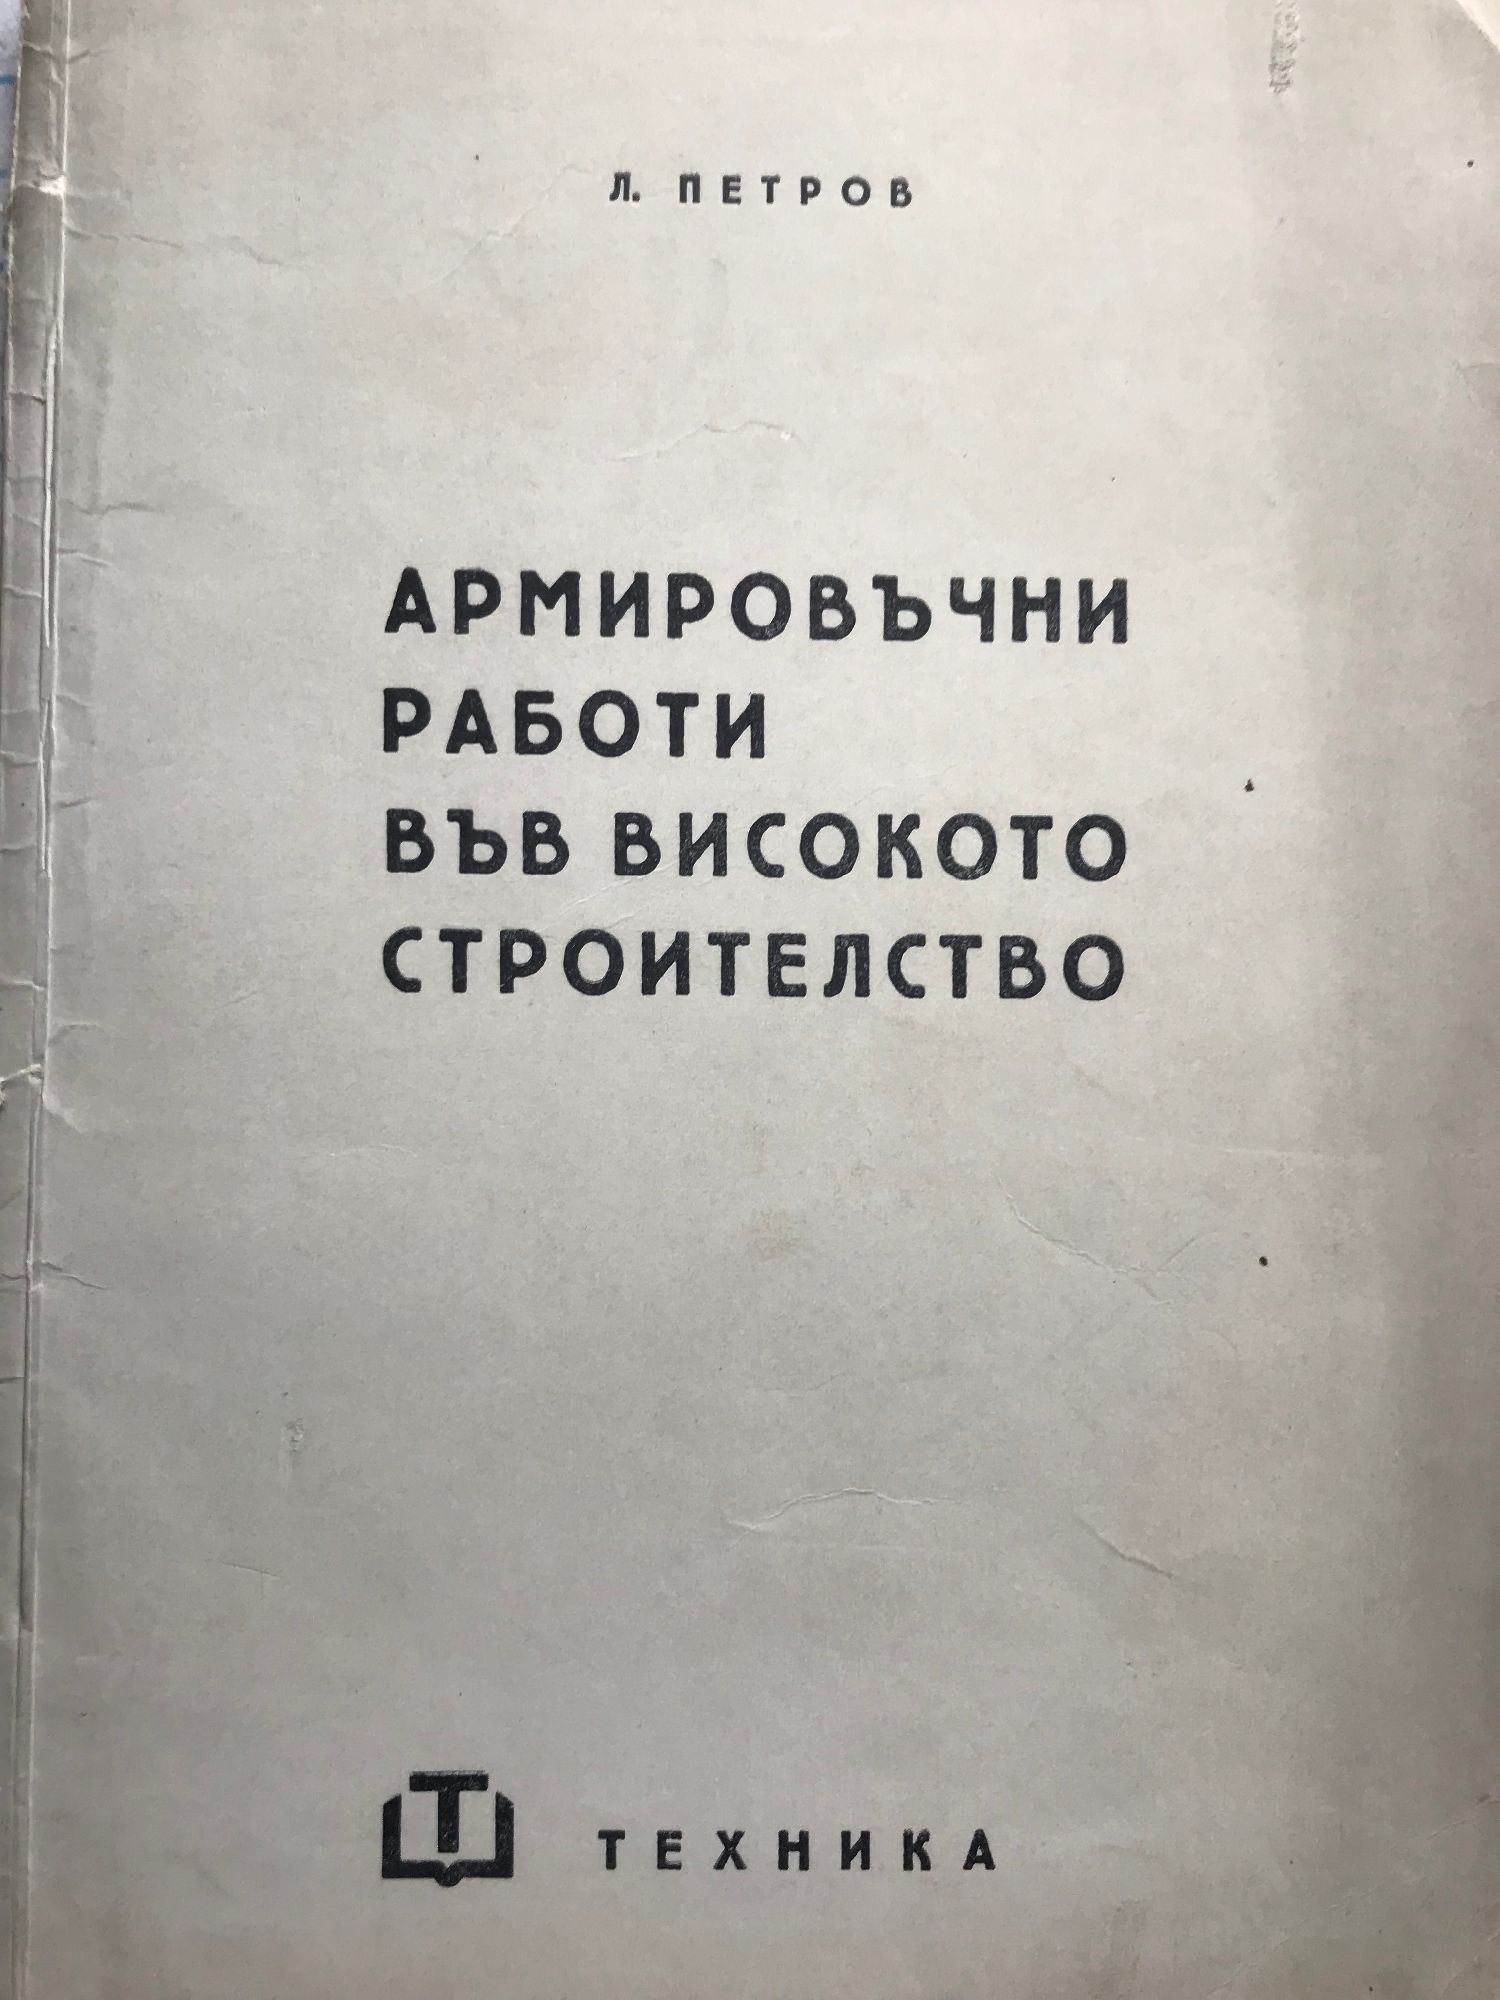 Л. ПЕТРОВ
АРМИРОВЪЧНИ
РАБОТИ
ВЪВ ВИСОКОТО
СТРОИТЕЛСТВО
Т ТЕХНИКА